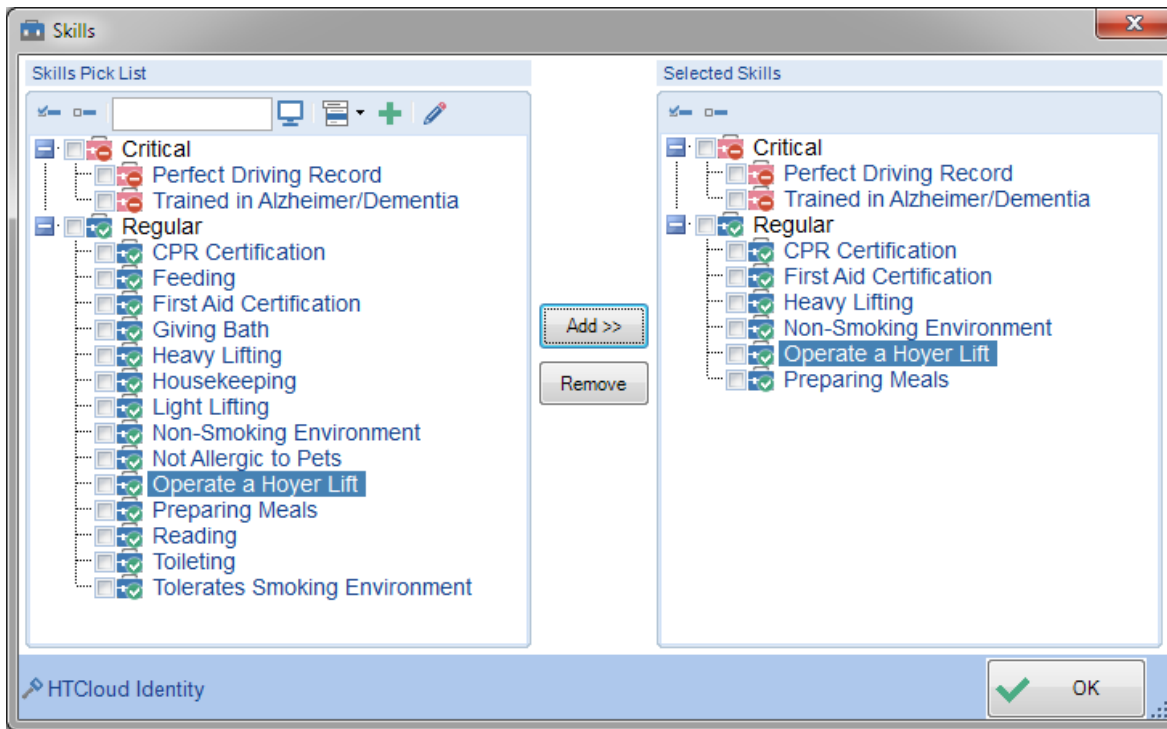 Skills
Skills Pick List
Critical
Perfect Driving Record
Trained in Alzheimer/Dementia
Regular
CPR Certification
Feeding
First Aid Certification
Giving Bath
Heavy Lifting
Housekeeping
Light Lifting
Non-Smoking Environment
Not Allergic to Pets
Operate a Hoyer Lift
Preparing Meals
Reading
Toileting
Tolerates Smoking Environment
Add >>
Remove
Selected Skills
Critical
Perfect Driving Record
Trained in Alzheimer/Dementia
Regular
CPR Certification
First Aid Certification
Heavy Lifting
Non-Smoking Environment
Operate a Hoyer Lift
Preparing Meals
HTCloud Identity
OK